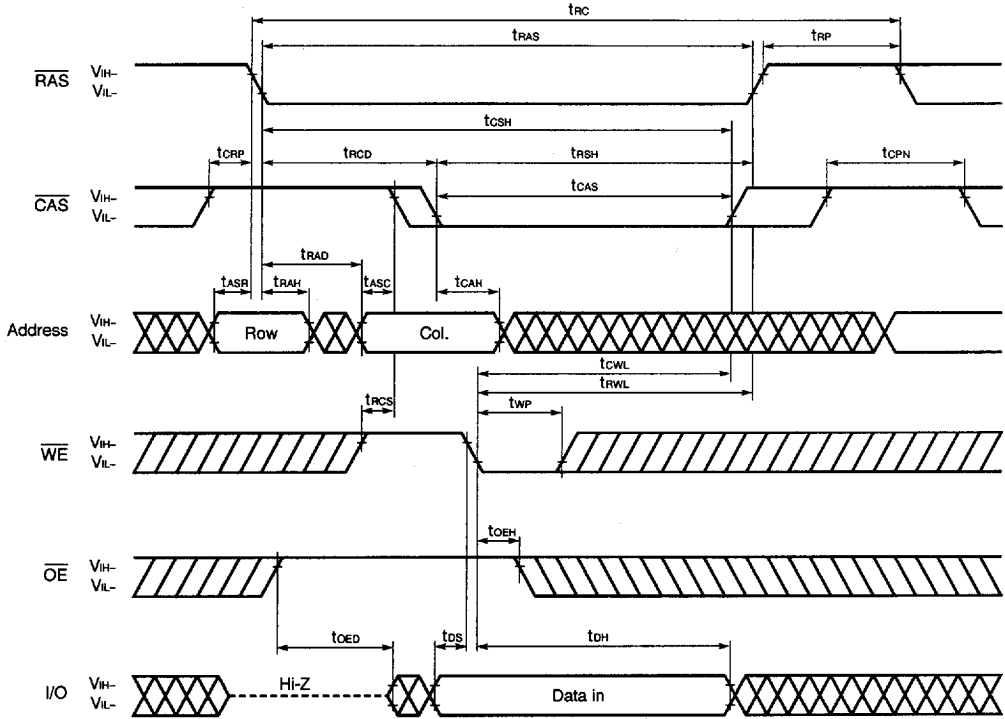 tRC
tRAS
tRP
RAS
VIH–
VIL–
tCSH
tCRP
tRCD
tRSH
tCPN
CAS
VIH–
VIL–
tCAS
tRAD
tASR
tRAH
tASC
tCAH
Address
VIH–
VIL–
Row
Col.
tCWL
tRWL
tRCS
tWP
WE
VIH–
VIL–
tOEH
OE
VIH–
VIL–
tOED
tDS
tDH
I/O
VIH–
VIL–
Hi-Z
Data in